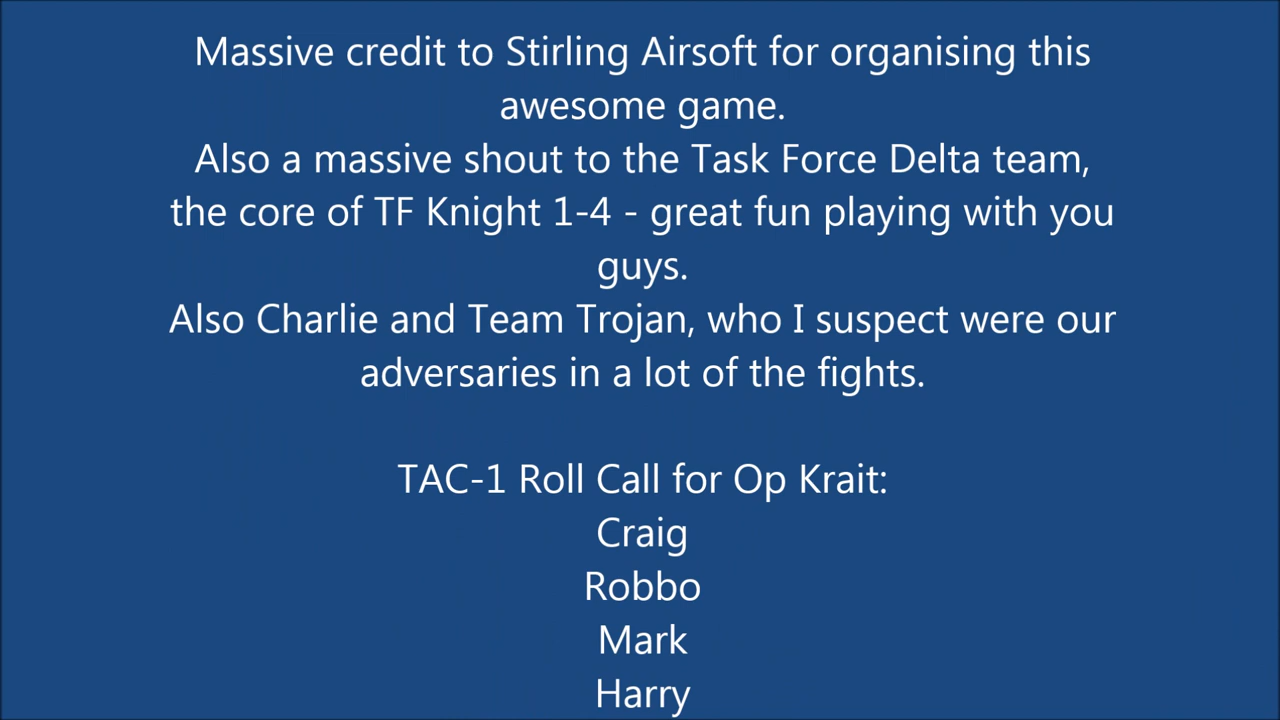 Massive credit to Stirling Airsoft for organising this
awesome game.
Also a massive shout to the Task Force Delta team,
the core of TF Knight 1-4 - great fun playing with you
guys.
Also Charlie and Team Trojan, who I suspect were our
adversaries in a lot of the fights.
TAC-1 Roll Call for Op Krait:
Craig
Robbo
Mark
Harry